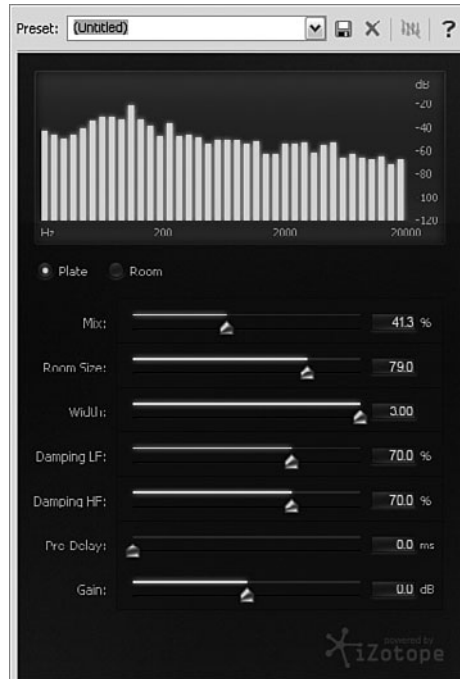 Preset: (Untitled) ?
dB
-20
-40
-60
-80
100
-120
Hz 200 2000 20000
Plate Room
Mix: 41.3 %
Room Size: 79.0
Width: 3.00
Damping LF: 70.0 %
Damping HF: 70.0 %
Pre Delay: 0.0 ms
Gain: 0.0 dB
powered by
iZotope